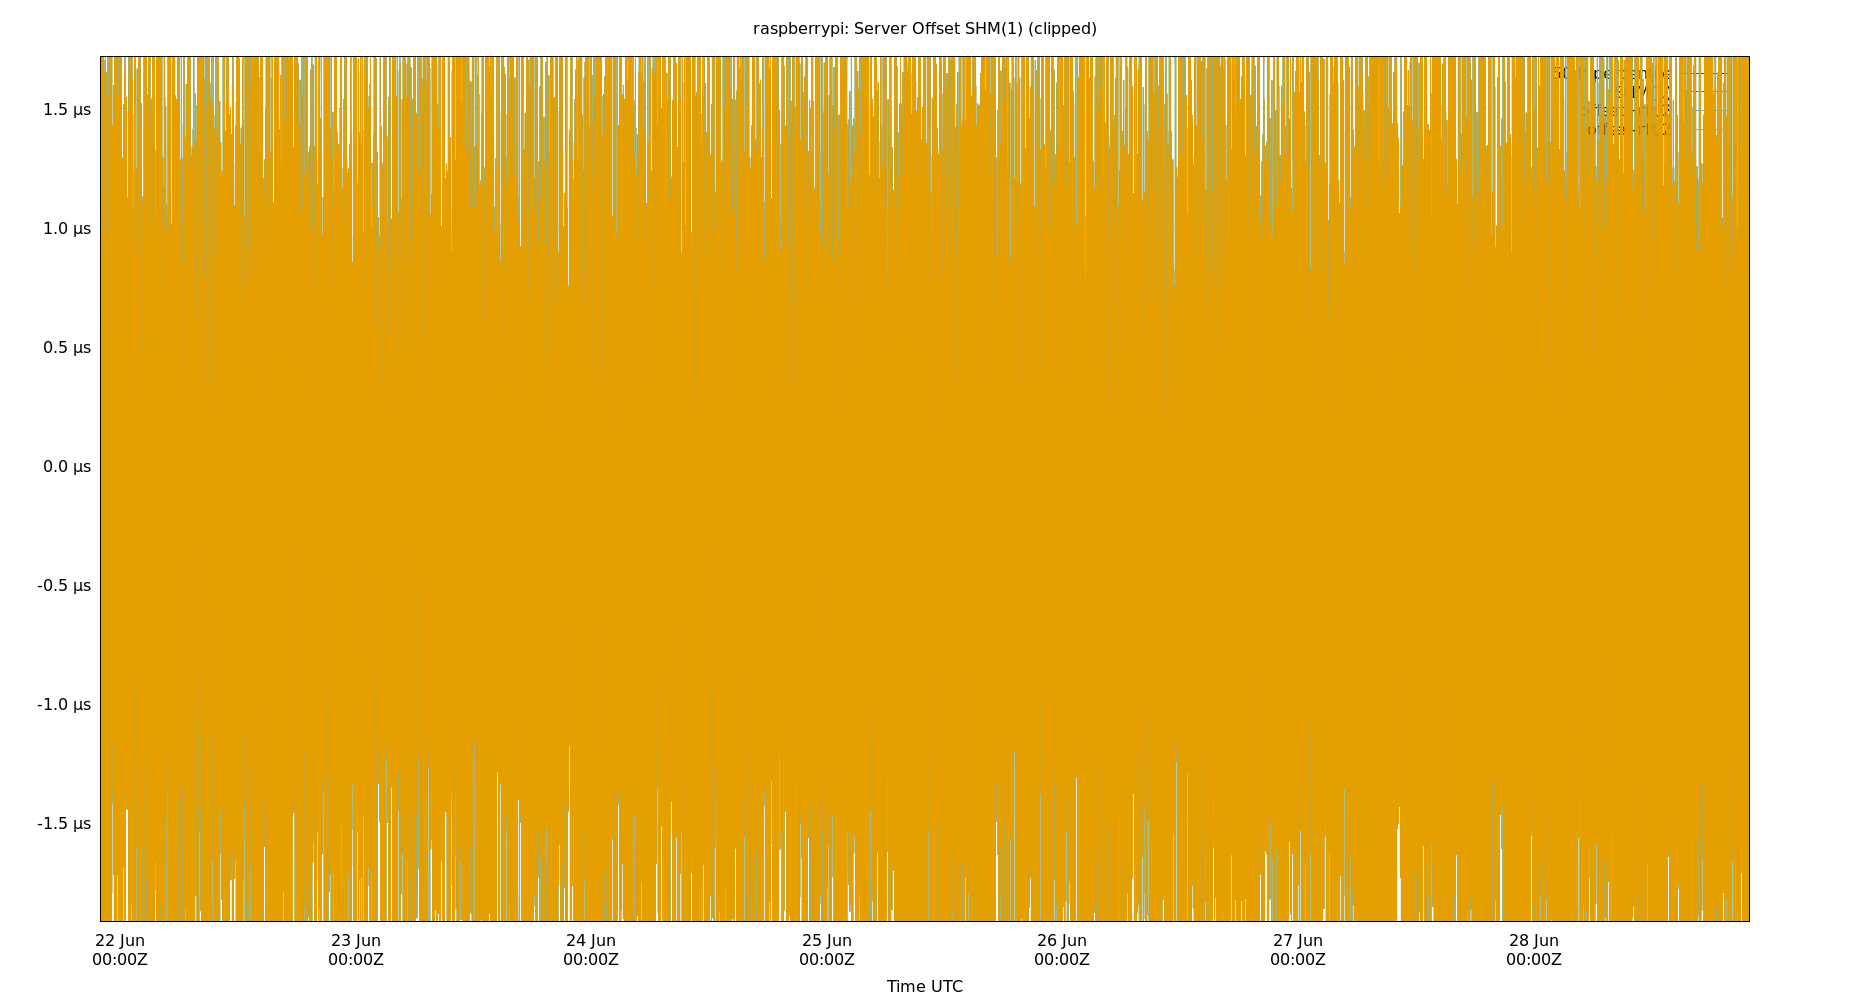 raspberrypi: Server Offset SHM(1) (clipped)
1.5 µs
1.0 µs
0.5 µs
0.0 µs
-0.5 µs
-1.0 µs
-1.5 µs
22 Jun 23 Jun 24 Jun 25 Jun 26 Jun 27 Jun 28 Jun
00:00Z 00:00Z 00:00Z 00:00Z 00:00Z 00:00Z 00:00Z
Time UTC